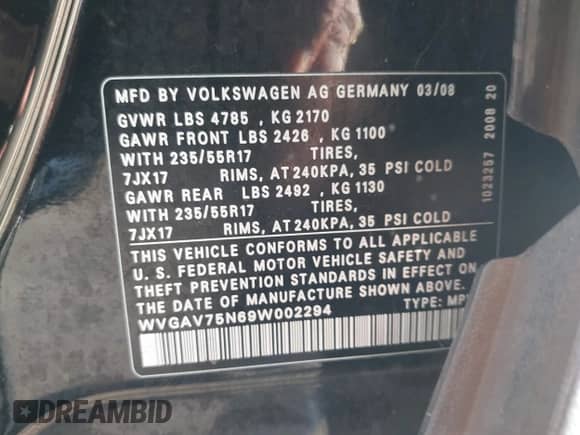 MFD BY VOLKSWAGEN AG GERMANY 03/08
GVWR LBS 4785 , KG 2170
GAWR FRONT LBS 2426 , KG 1100
WITH 235/55R17 TIRES,
7JX17 RIMS, AT 240KPA, 35 PSI COLD
GAWR REAR LBS 2492 , KG 1130
WITH 235/55R17 TIRES,
7JX17 RIMS, AT 240KPA, 35 PSI COLD
THIS VEHICLE CONFORMS TO ALL APPLICABLE
U. S. FEDERAL MOTOR VEHICLE SAFETY AND
THEFT PREVENTION STANDARDS IN EFFECT ON
THE DATE OF MANUFACTURE SHOWN ABOVE.
WVGAV75N69W002294 TYPE: MPV
1023257 2008 20
DREAMBID